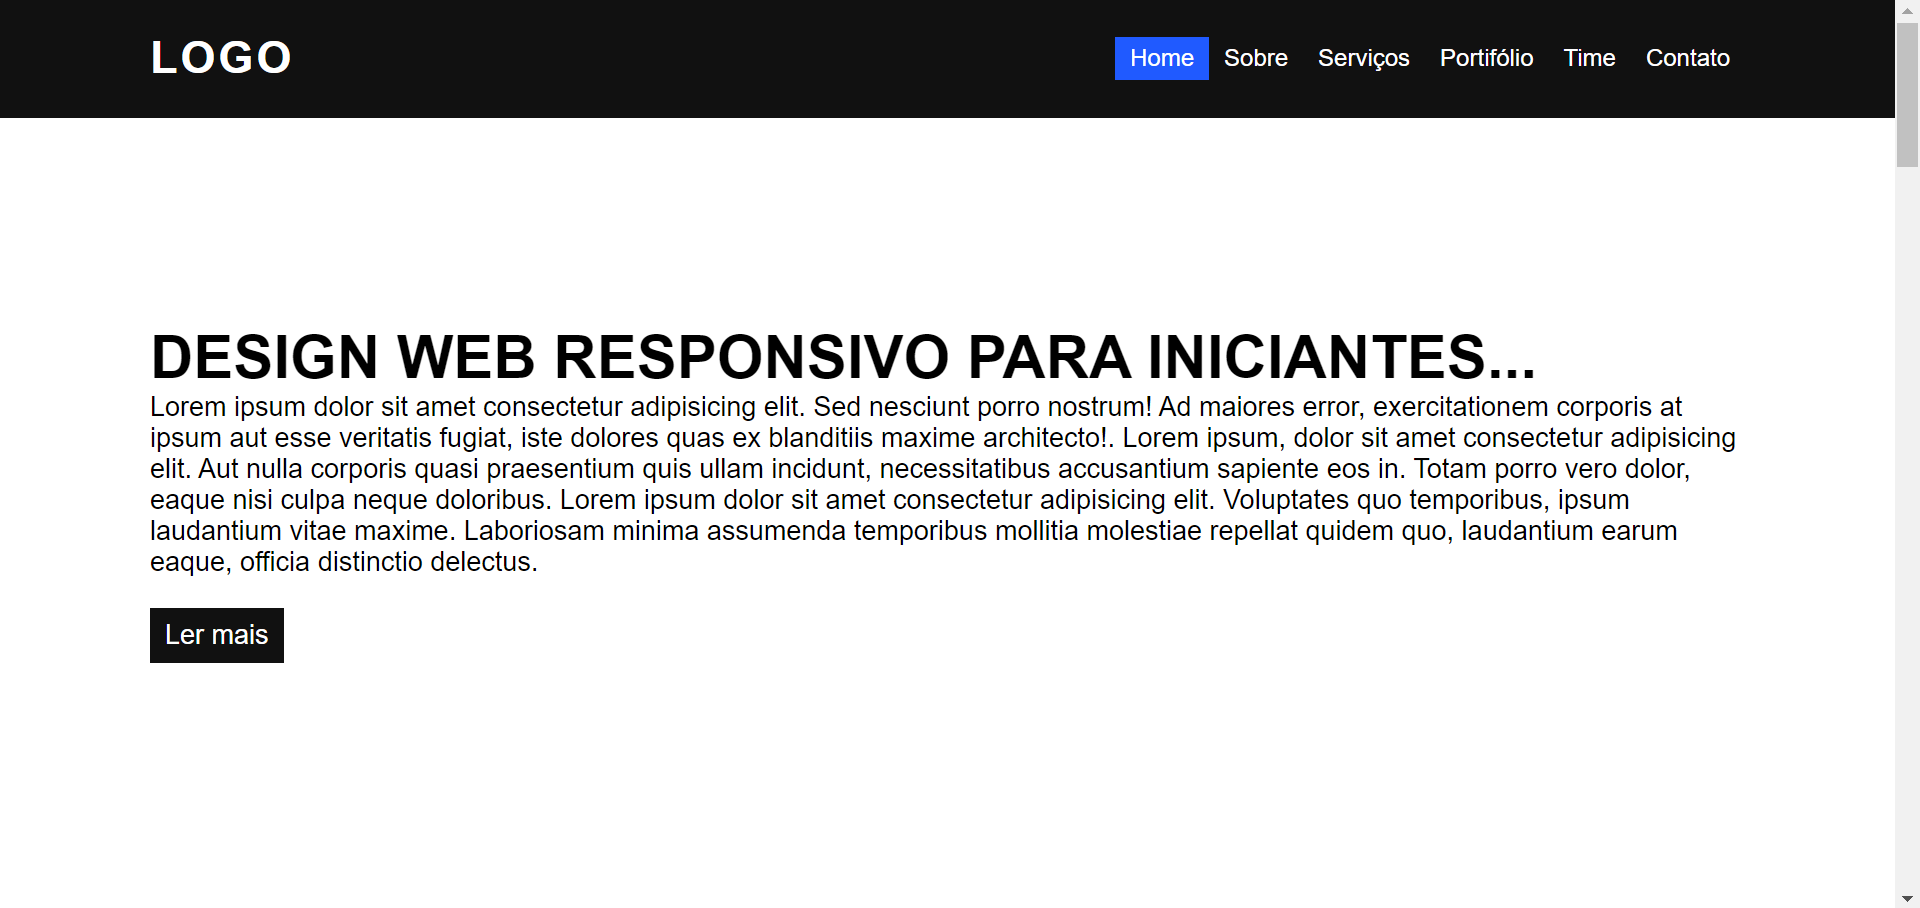 LOGO
Home Sobre Serviços Portifólio Time Contato
DESIGN WEB RESPONSIVO PARA INICIANTES...
Lorem ipsum dolor sit amet consectetur adipisicing elit. Sed nesciunt porro nostrum! Ad maiores error, exercitationem corporis at
ipsum aut esse veritatis fugiat, iste dolores quas ex blanditiis maxime architecto!. Lorem ipsum, dolor sit amet consectetur adipisicing
elit. Aut nulla corporis quasi praesentium quis ullam incidunt, necessitatibus accusantium sapiente eos in. Totam porro vero dolor,
eaque nisi culpa neque doloribus. Lorem ipsum dolor sit amet consectetur adipisicing elit. Voluptates quo temporibus, ipsum
laudantium vitae maxime. Laboriosam minima assumenda temporibus mollitia molestiae repellat quidem quo, laudantium earum
eaque, officia distinctio delectus.
Ler mais